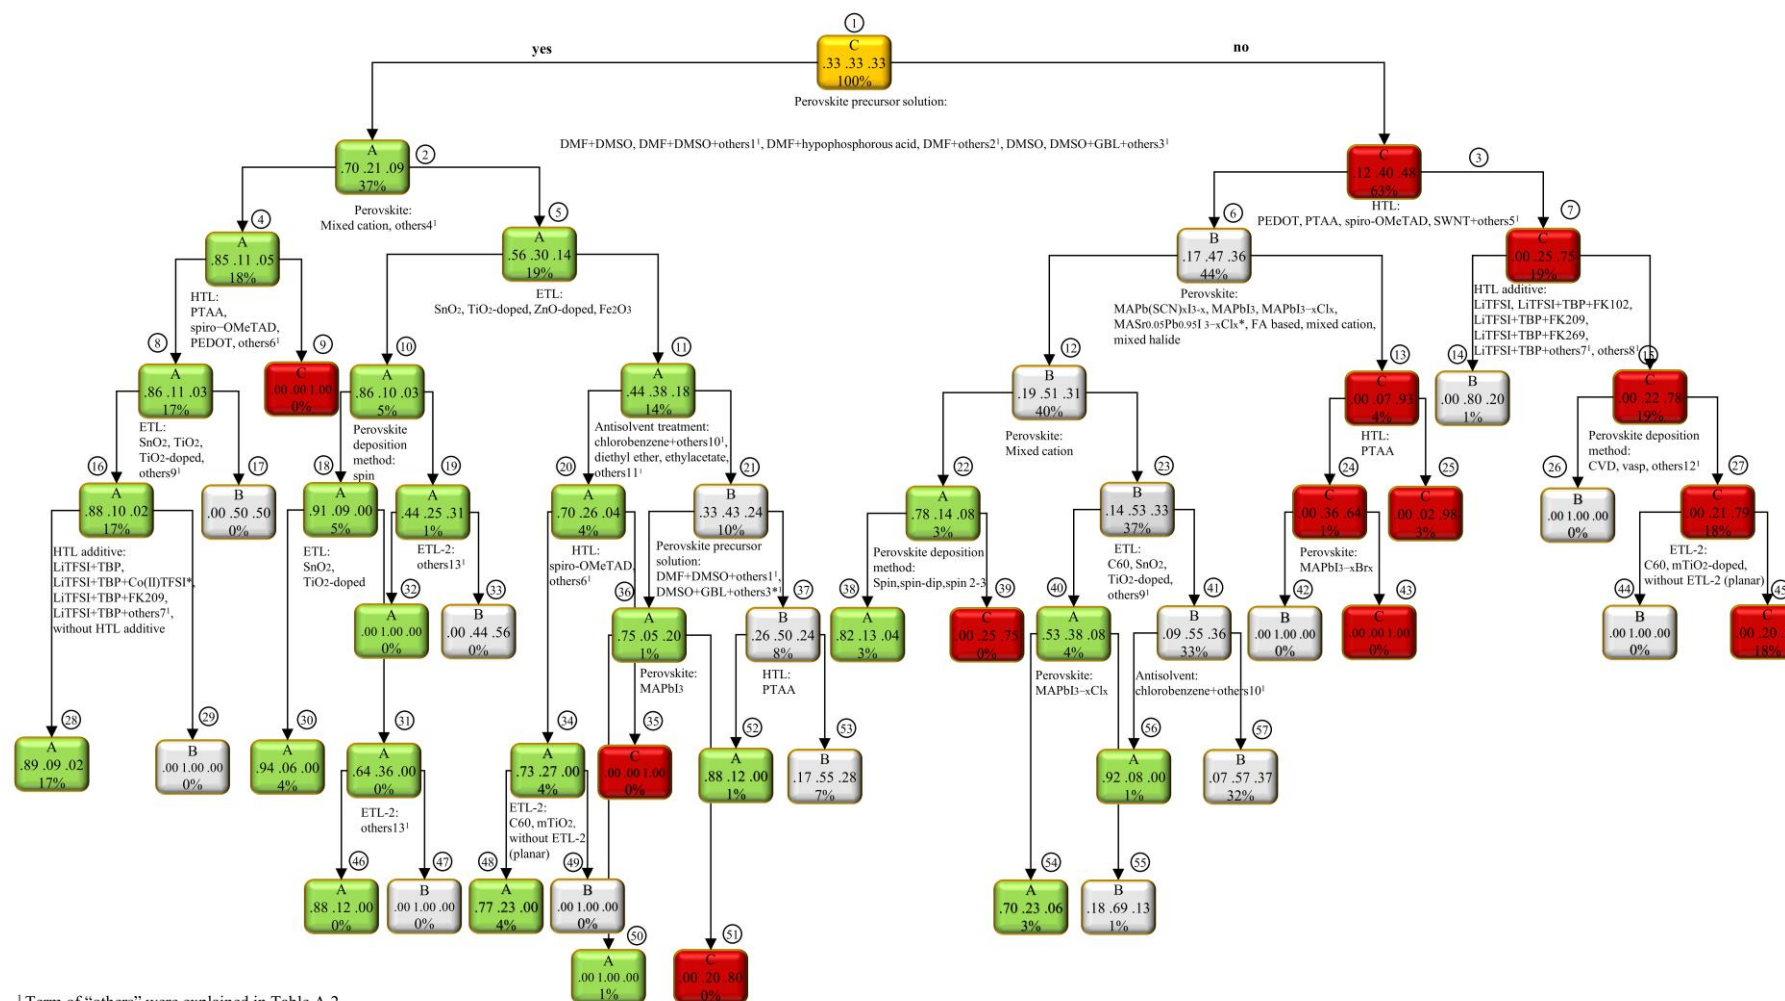 1
yes
no
C
.33 .33 .33
100%
Perovskite precursor solution:
DMF+DMSO, DMF+DMSO+others1¹, DMF+hypophosphorous acid, DMF+others2¹, DMSO, DMSO+GBL+others3¹
2
A
.70 .21 .09
37%
Perovskite:
Mixed cation, others4¹
3
C
.12 .40 .48
63%
HTL:
PEDOT, PTAA, spiro-OMeTAD, SWNT+others5¹
4
A
.85 .11 .05
18%
HTL:
PTAA,
spiro−OMeTAD,
PEDOT, others6¹
5
A
.56 .30 .14
19%
ETL:
SnO₂, TiO₂-doped, ZnO-doped, Fe₂O₃
6
B
.17 .47 .36
44%
Perovskite:
MAPb(SCN)ₓI₃₋ₓ, MAPbI₃, MAPbI₃₋ₓClₓ,
MASr₀.₀₅Pb₀.₉₅I ₃₋ₓClₓ*, FA based, mixed cation,
mixed halide
7
C
.00 .25 .75
19%
HTL additive:
LiTFSI, LiTFSI+TBP+FK102,
LiTFSI+TBP+FK209,
LiTFSI+TBP+FK269,
LiTFSI+TBP+others7¹, others8¹
8
A
.86 .11 .03
17%
ETL:
SnO₂, TiO₂,
TiO₂-doped,
others9¹
9
C
.00 .00 1.00
0%
10
A
.86 .10 .03
5%
Perovskite
deposition
method:
spin
11
A
.44 .38 .18
14%
Antisolvent treatment:
chlorobenzene+others10¹,
diethyl ether, ethylacetate,
others11¹
12
B
.19 .51 .31
40%
Perovskite:
Mixed cation
13
C
.00 .07 .93
4%
HTL:
PTAA
14
B
.00 .80 .20
1%
15
C
.00 .22 .78
19%
Perovskite deposition
method:
CVD, vasp, others12¹
16
A
.88 .10 .02
17%
HTL additive:
LiTFSI+TBP,
LiTFSI+TBP+Co(II)TFSI*,
LiTFSI+TBP+FK209,
LiTFSI+TBP+others7¹,
without HTL additive
17
B
.00 .50 .50
0%
18
A
.91 .09 .00
5%
ETL:
SnO₂,
TiO₂-doped
19
A
.44 .25 .31
1%
ETL-2:
others13¹
20
A
.70 .26 .04
4%
HTL:
spiro-OMeTAD,
others6¹
21
B
.33 .43 .24
10%
Perovskite precursor
solution:
DMF+DMSO+others1¹,
DMSO+GBL+others3*¹
22
A
.78 .14 .08
3%
Perovskite deposition
method:
Spin,spin-dip,spin 2-3
23
B
.14 .53 .33
37%
ETL:
C60, SnO₂,
TiO₂-doped,
others9¹
24
C
.00 .36 .64
1%
Perovskite:
MAPbI₃₋ₓBrₓ
25
C
.00 .02 .98
3%
26
B
.00 1.00 .00
0%
27
C
.00 .21 .79
18%
ETL-2:
C60, mTiO₂-doped,
without ETL-2 (planar)
32
A
.00 1.00 .00
0%
33
B
.00 .44 .56
0%
36
A
.75 .05 .20
1%
Perovskite:
MAPbI₃
37
B
.26 .50 .24
8%
HTL:
PTAA
38
A
.82 .13 .04
3%
39
C
.00 .25 .75
0%
40
A
.53 .38 .08
4%
Perovskite:
MAPbI₃₋ₓClₓ
41
B
.09 .55 .36
33%
Antisolvent:
chlorobenzene+others10¹
42
B
.00 1.00 .00
0%
43
C
.00 .00 1.00
0%
44
B
.00 1.00 .00
0%
45
C
.00 .20
18%
28
A
.89 .09 .02
17%
29
B
.00 1.00 .00
0%
30
A
.94 .06 .00
4%
31
A
.64 .36 .00
0%
ETL-2:
others13¹
34
A
.73 .27 .00
4%
ETL-2:
C60, mTiO₂,
without ETL-2
(planar)
35
C
.00 .00 1.00
0%
52
A
.88 .12 .00
1%
53
B
.17 .55 .28
7%
56
A
.92 .08 .00
1%
57
B
.07 .57 .37
32%
46
A
.88 .12 .00
0%
47
B
.00 1.00 .00
0%
48
A
.77 .23 .00
4%
49
B
.00 1.00 .00
0%
54
A
.70 .23 .06
3%
55
B
.18 .69 .13
1%
50
A
.00 1.00 .00
1%
51
C
.00 .20 .80
0%
¹ Term of “others” were explained in Table A.2